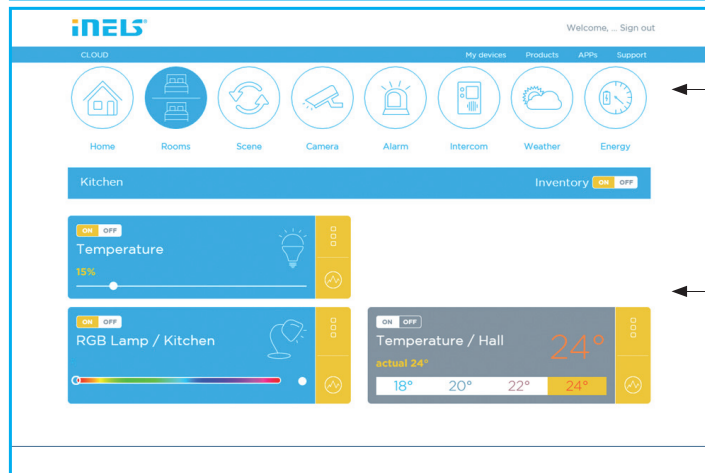 iNELS
Welcome, ... Sign out
CLOUD My devices Products APPs Support
Home Rooms Scene Camera Alarm Intercom Weather Energy
Kitchen Inventory ON OFF
ON OFF
Temperature
15%
ON OFF
RGB Lamp / Kitchen
ON OFF
Temperature / Hall 24°
actual 24°
18° 20° 22° 24°